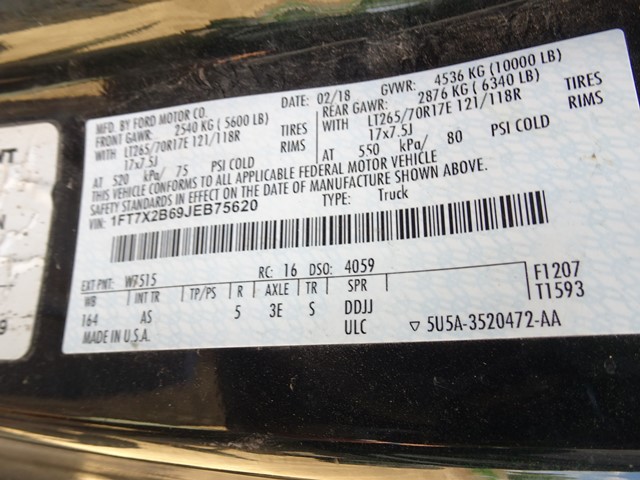 MFD. BY FORD MOTOR CO.
DATE: 02/18
GVWR: 4536 KG (10000 LB)
FRONT GAWR: 2540 KG ( 5600 LB)
REAR GAWR: 2876 KG ( 6340 LB)
WITH LT265/70R17E 121/118R TIRES
WITH LT265/70R17E 121/118R TIRES
17x7.5J RIMS
17x7.5J RIMS
AT 520 kPa/ 75 PSI COLD
AT 550 kPa/ 80 PSI COLD
THIS VEHICLE CONFORMS TO ALL APPLICABLE FEDERAL MOTOR VEHICLE
SAFETY STANDARDS IN EFFECT ON THE DATE OF MANUFACTURE SHOWN ABOVE.
VIN: 1FT7X2B69JEB75620
TYPE: Truck
EXT PNT: W7515 RC: 16 DSO: 4059
WB INT TR TP/PS R AXLE TR SPR
F1207
T1593
164 AS 5 3E S DDJJ
ULC
MADE IN U.S.A.
▽ 5U5A-3520472-AA